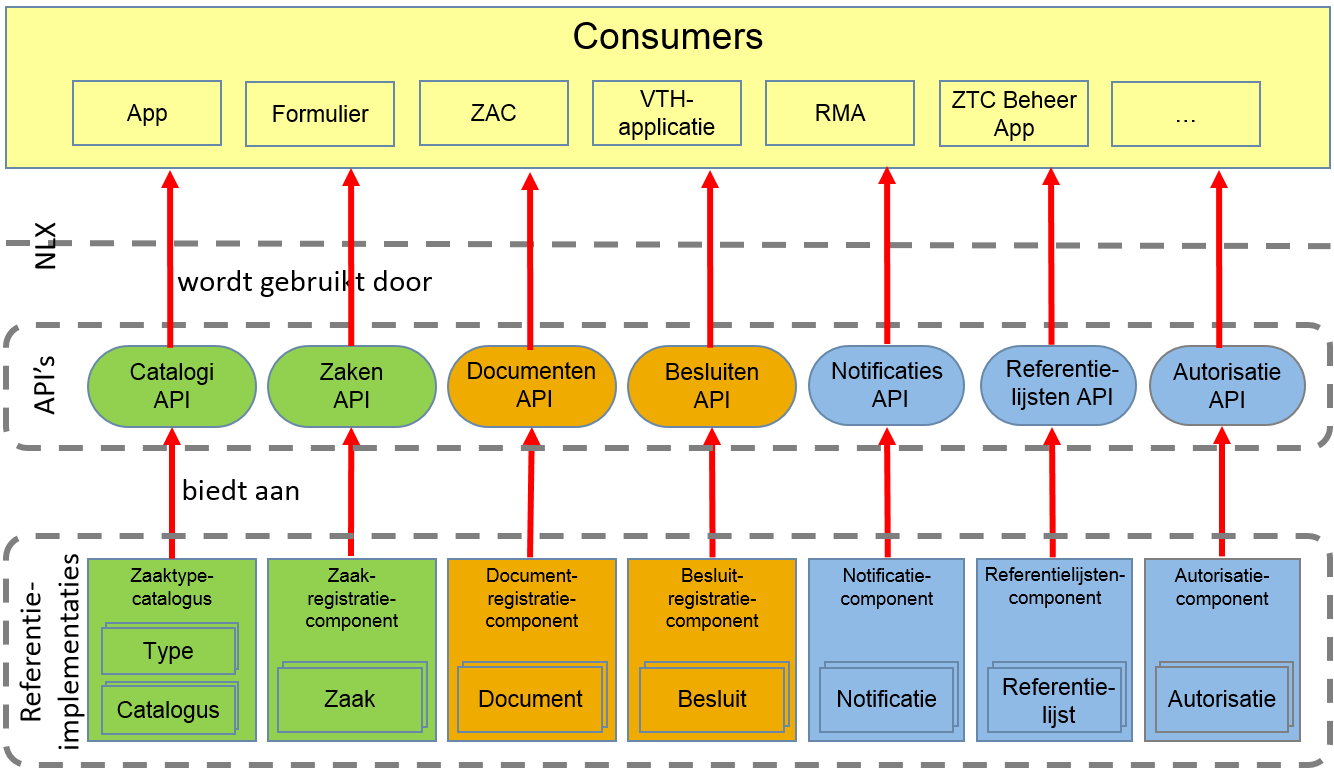 Consumers
App
Formulier
ZAC
VTH-
applicatie
RMA
ZTC Beheer
App
...
NLX
wordt gebruikt door
API's
Catalogi
API
Zaken
API
Documenten
API
Besluiten
API
Notificaties
API
Referentie-
lijsten API
Autorisatie
API
biedt aan
Referentie-
implementaties
Zaaktype-
catalogus
Type
Catalogus
Zaak-
registratie-
component
Zaak
Document-
registratie-
component
Document
Besluit-
registratie-
component
Besluit
Notificatie-
component
Notificatie
Referentielijsten-
component
Referentie-
lijst
Autorisatie-
component
Autorisatie